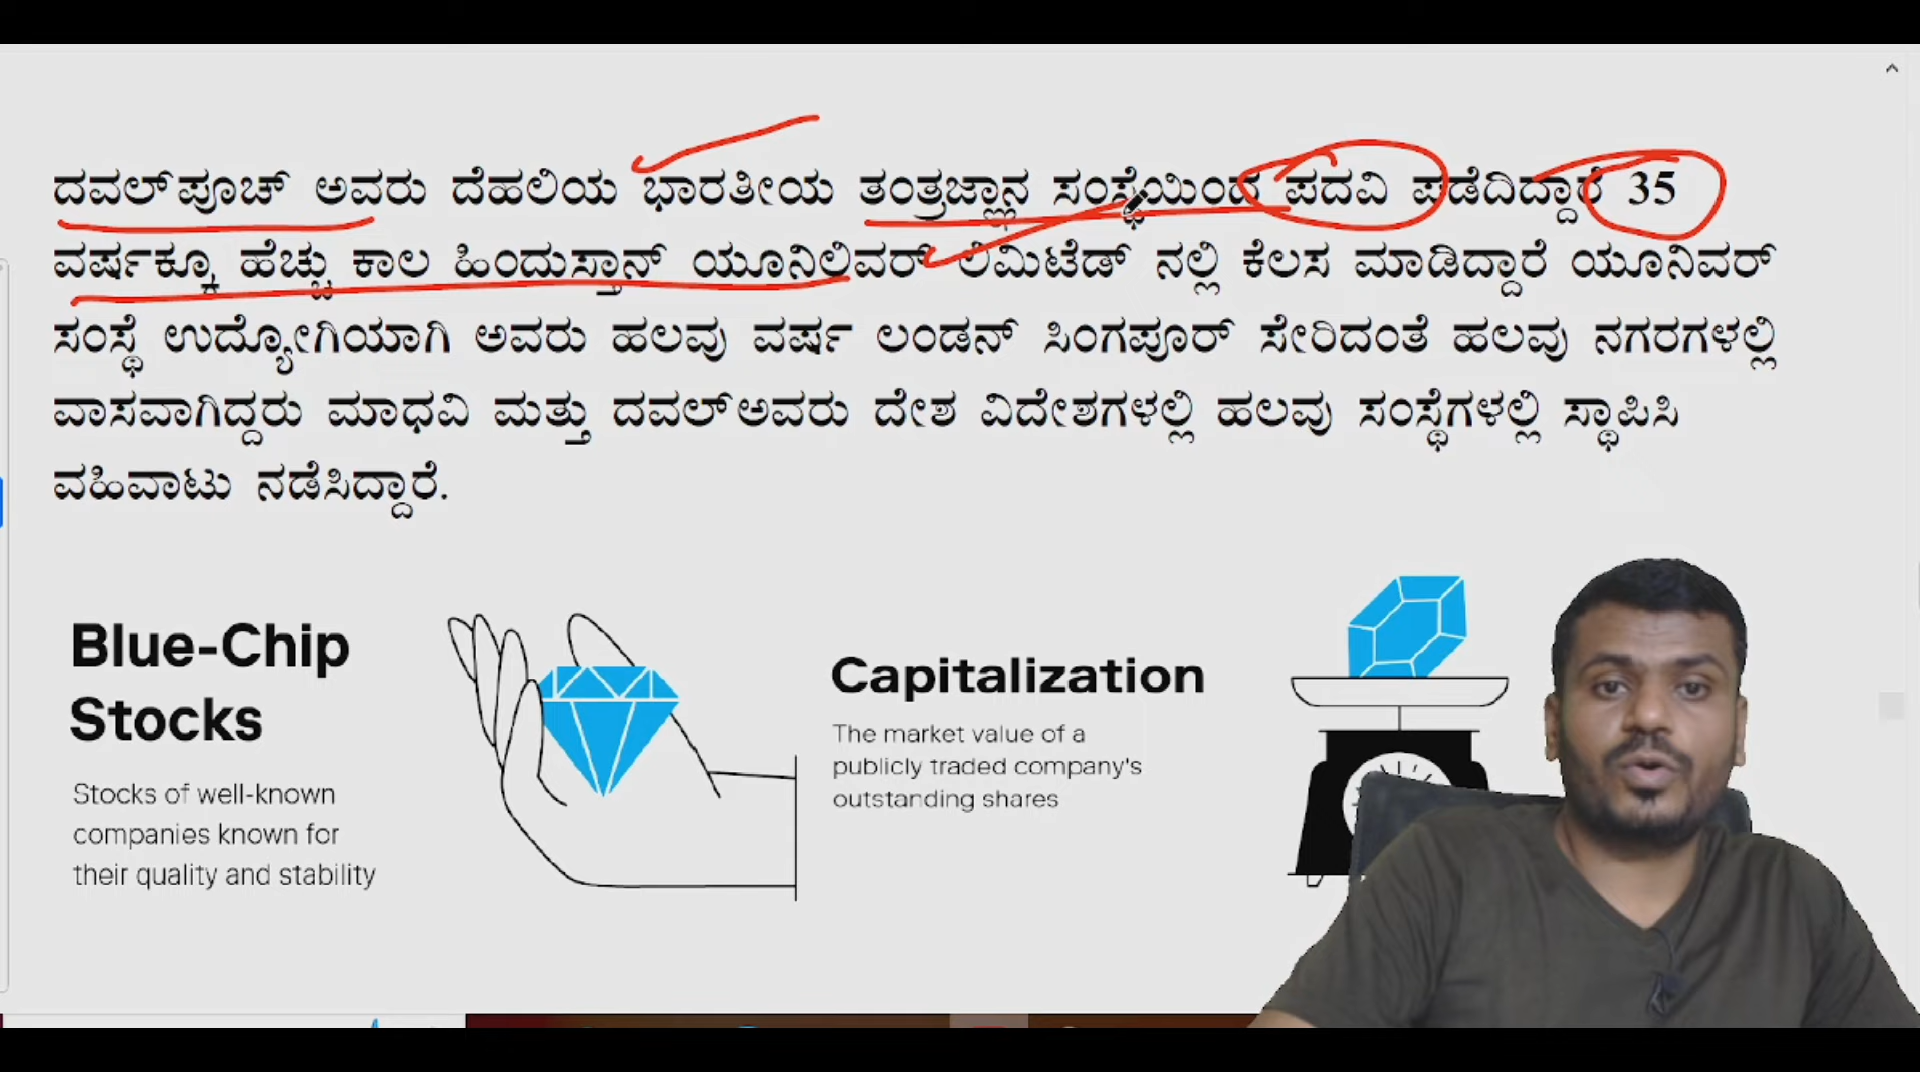 ದವಲ್‌ಪೂಚ್ ಅವರು ದೆಹಲಿಯ ಭಾರತೀಯ ತಂತ್ರಜ್ಞಾನ ಸಂಸ್ಥೆಯಿಂದ ಪದವಿ ಪಡೆದಿದ್ದಾರೆ 35
ವರ್ಷಕ್ಕೂ ಹೆಚ್ಚು ಕಾಲ ಹಿಂದುಸ್ತಾನ್ ಯೂನಿಲಿವರ್ ಲಿಮಿಟೆಡ್ ನಲ್ಲಿ ಕೆಲಸ ಮಾಡಿದ್ದಾರೆ ಯೂನಿವರ್
ಸಂಸ್ಥೆ ಉದ್ಯೋಗಿಯಾಗಿ ಅವರು ಹಲವು ವರ್ಷ ಲಂಡನ್ ಸಿಂಗಪೂರ್ ಸೇರಿದಂತೆ ಹಲವು ನಗರಗಳಲ್ಲಿ
ವಾಸವಾಗಿದ್ದರು ಮಾಧವಿ ಮತ್ತು ದವಲ್‌ಅವರು ದೇಶ ವಿದೇಶಗಳಲ್ಲಿ ಹಲವು ಸಂಸ್ಥೆಗಳಲ್ಲಿ ಸ್ಥಾಪಿಸಿ
ವಹಿವಾಟು ನಡೆಸಿದ್ದಾರೆ.
Blue-Chip
Stocks
Stocks of well-known
companies known for
their quality and stability
Capitalization
The market value of a
publicly traded company's
outstanding shares